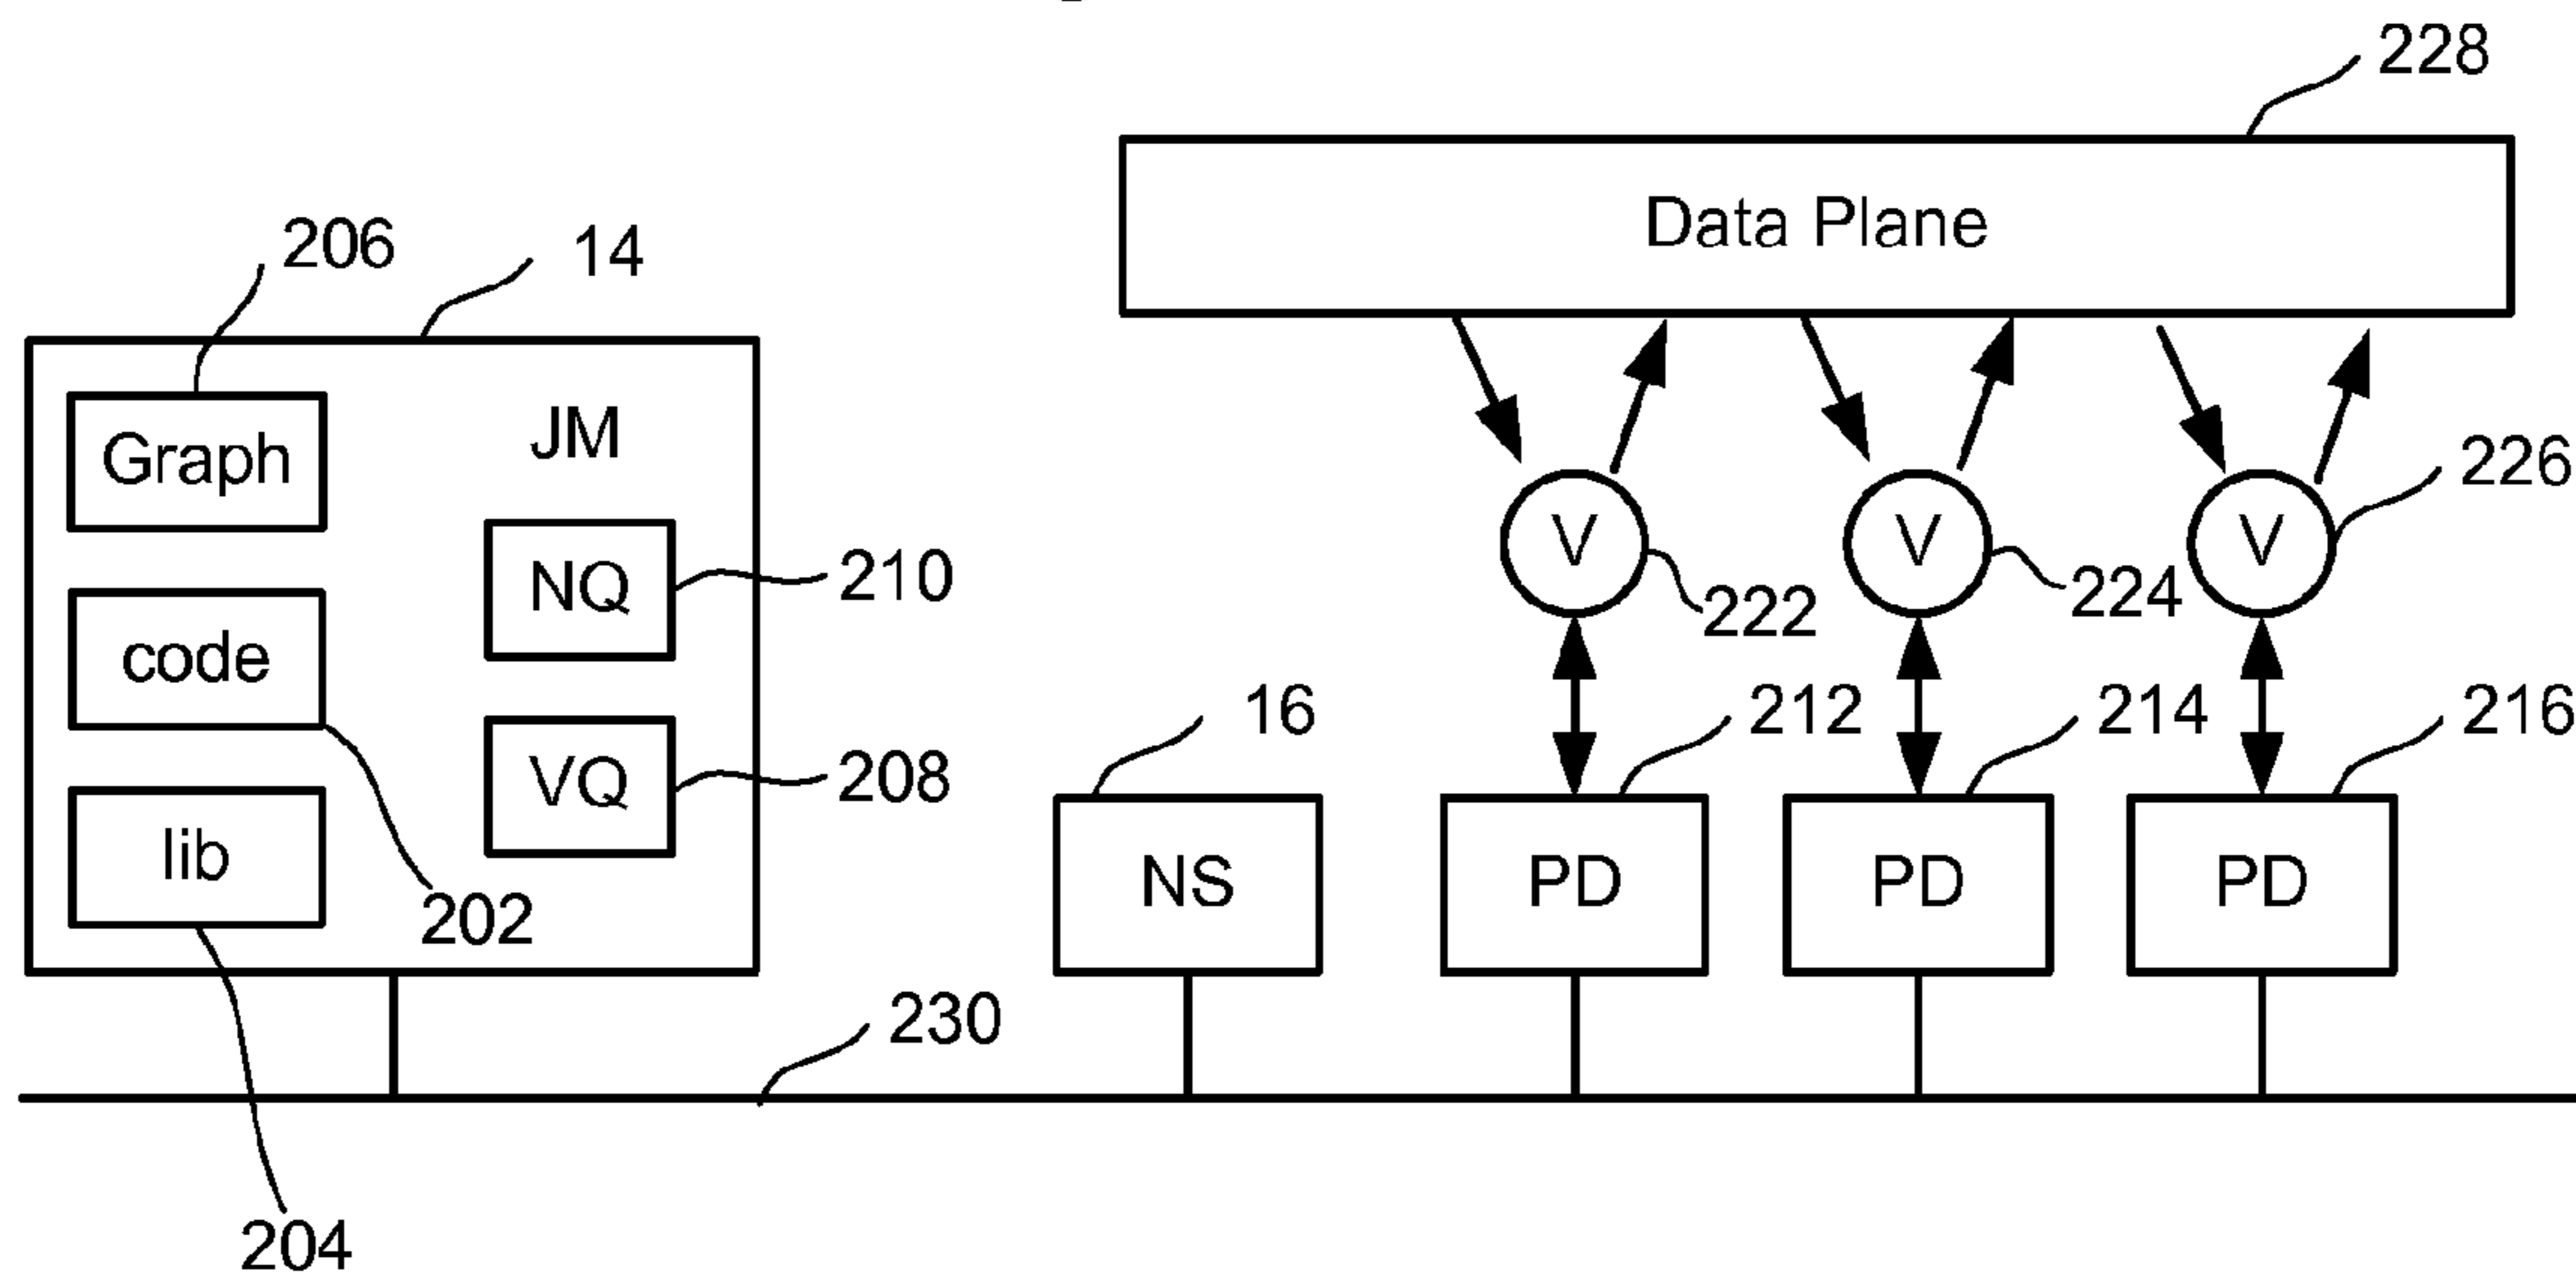 228
Data Plane
206
14
Graph
JM
226
NQ
210
V
V
V
222
224
code
202
VQ
208
16
212
214
216
lib
NS
PD
PD
PD
230
204